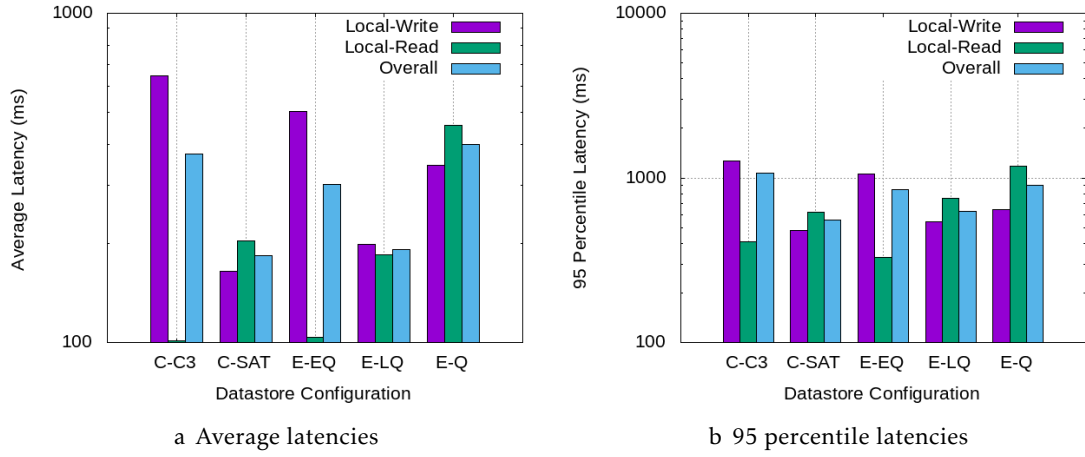 1000
Local-Write
Local-Read
Overall
Average Latency (ms)
100
C-C3 C-SAT E-EQ E-LQ E-Q
Datastore Configuration
a Average latencies
10000
Local-Write
Local-Read
Overall
95 Percentile Latency (ms)
1000
100
C-C3 C-SAT E-EQ E-LQ E-Q
Datastore Configuration
b 95 percentile latencies